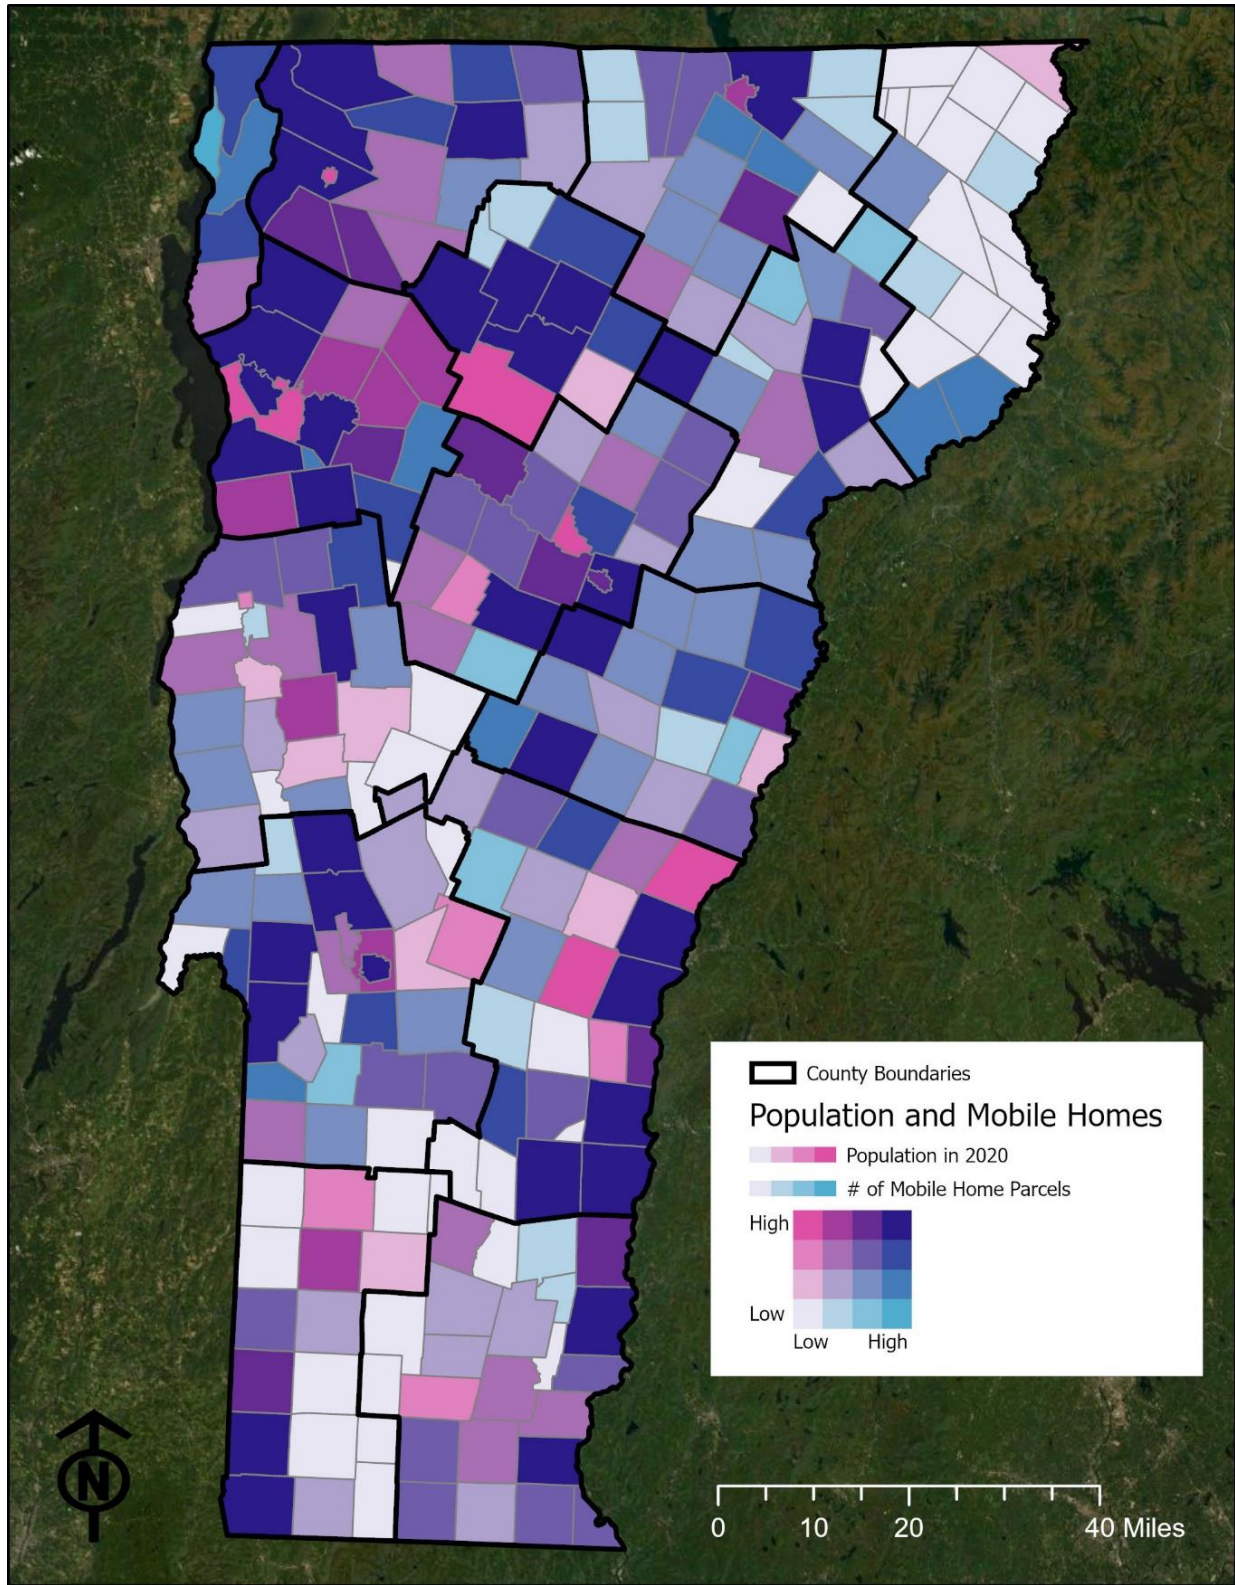 County Boundaries
Population and Mobile Homes
Population in 2020
# of Mobile Home Parcels
High
Low
Low High
N
0 10 20 40 Miles